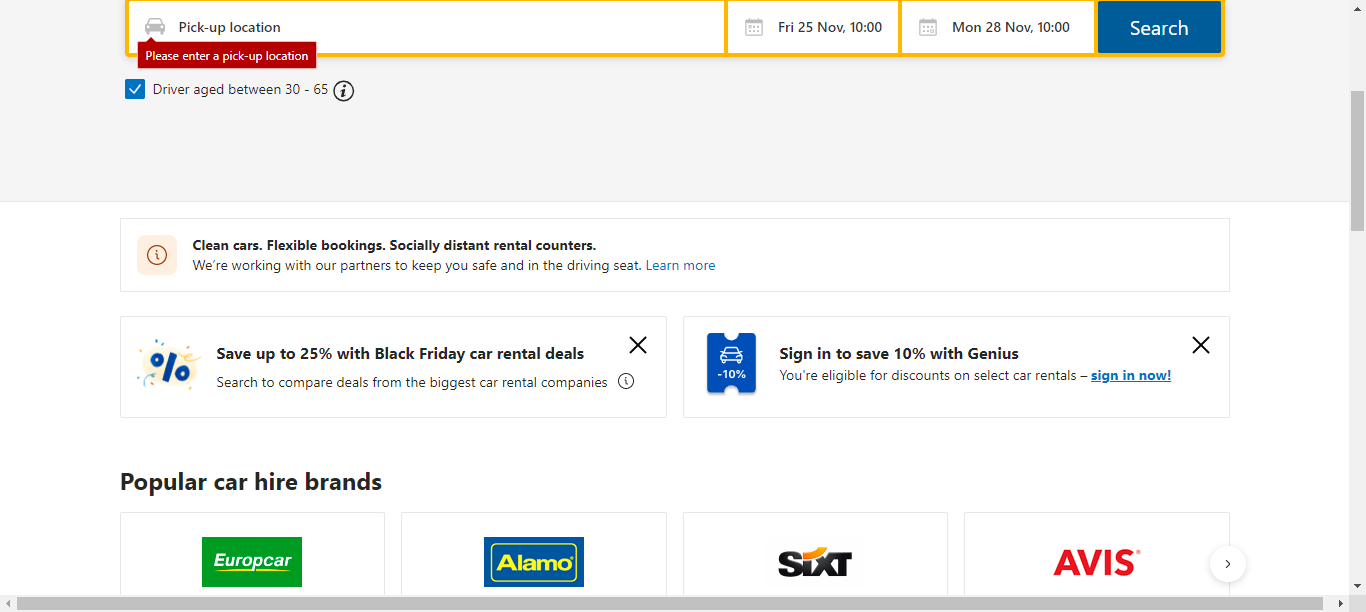 Pick-up location
Fri 25 Nov, 10:00
Mon 28 Nov, 10:00
Search
Please enter a pick-up location
Driver aged between 30 - 65
Clean cars. Flexible bookings. Socially distant rental counters.
We're working with our partners to keep you safe and in the driving seat. Learn more
%
Save up to 25% with Black Friday car rental deals
Search to compare deals from the biggest car rental companies
-10%
Sign in to save 10% with Genius
You're eligible for discounts on select car rentals – sign in now!
Popular car hire brands
Europcar
Alamo
SIXT
AVIS